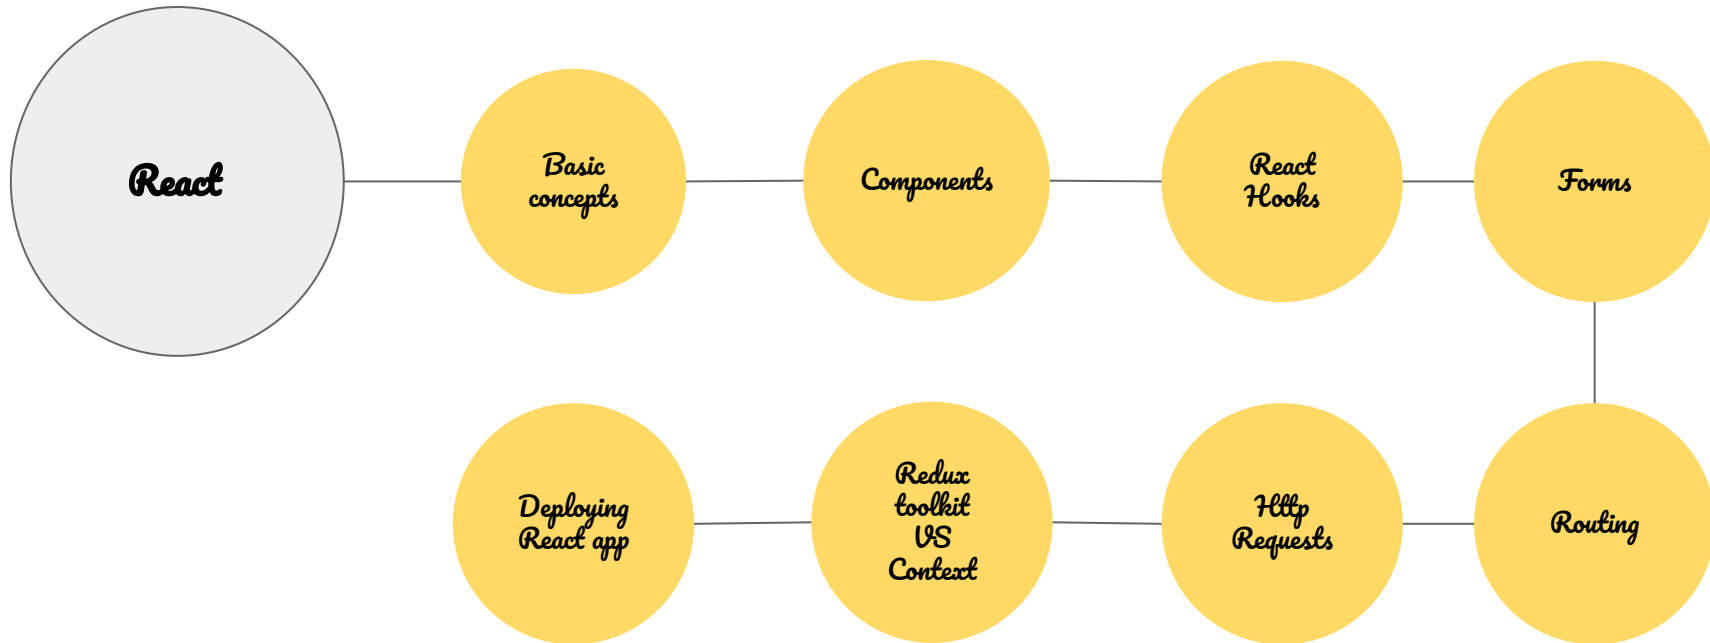 React
Basic
concepts
Components
React
Hooks
Forms
Deploying
React app
Redux
toolkit
VS
Context
Http
Requests
Routing